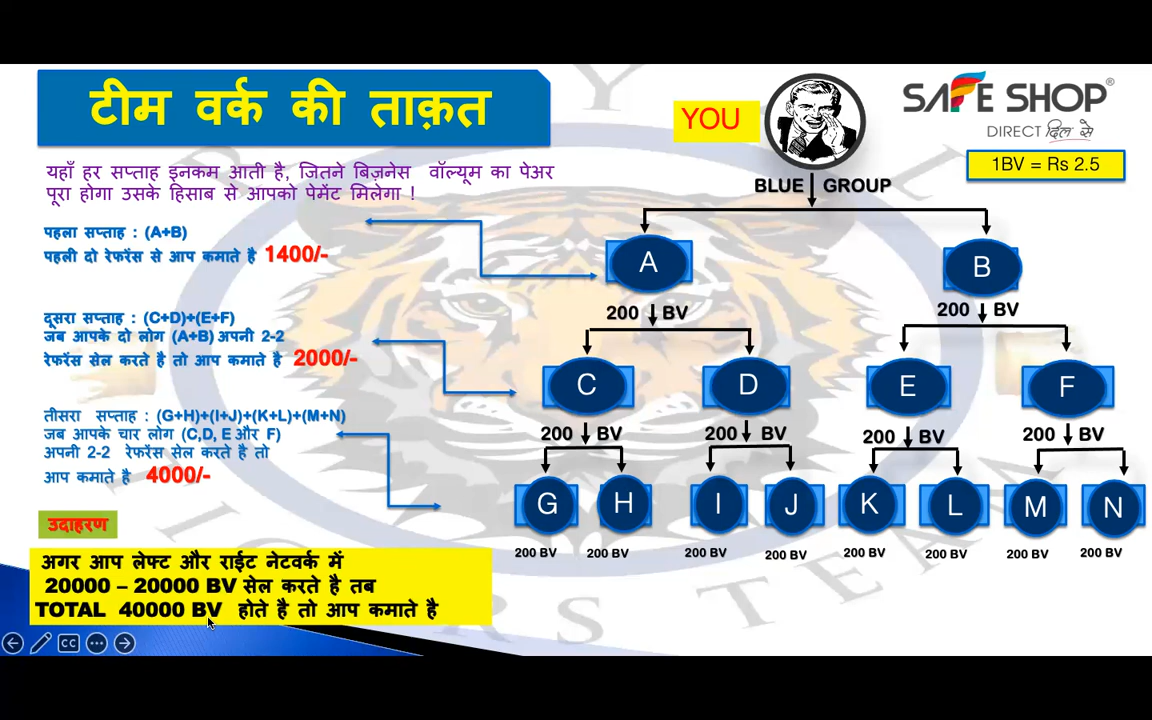 टीम वर्क की ताक़त
YOU
SAFE SHOP®
DIRECT दिल से
1BV = Rs 2.5
यहाँ हर सप्ताह इनकम आती है, जितने बिज़नेस वॉल्यूम का पेअर
पूरा होगा उसके हिसाब से आपको पेमेंट मिलेगा !
BLUE GROUP
पहला सप्ताह : (A+B)
पहली दो रेफरेंस से आप कमाते है 1400/-
A B
200 BV 200 BV
दूसरा सप्ताह : (C+D)+(E+F)
जब आपके दो लोग (A+B) अपनी 2-2
रेफरेंस सेल करते है तो आप कमाते है 2000/-
C D E F
200 BV 200 BV 200 BV 200 BV
तीसरा सप्ताह : (G+H)+(I+J)+(K+L)+(M+N)
जब आपके चार लोग (C,D, E और F)
अपनी 2-2 रेफरेंस सेल करते है तो
आप कमाते है 4000/-
G H I J K L M N
200 BV 200 BV 200 BV 200 BV 200 BV 200 BV 200 BV 200 BV
उदाहरण
अगर आप लेफ्ट और राईट नेटवर्क में
20000 – 20000 BV सेल करते है तब
TOTAL 40000 BV होते है तो आप कमाते है
CC